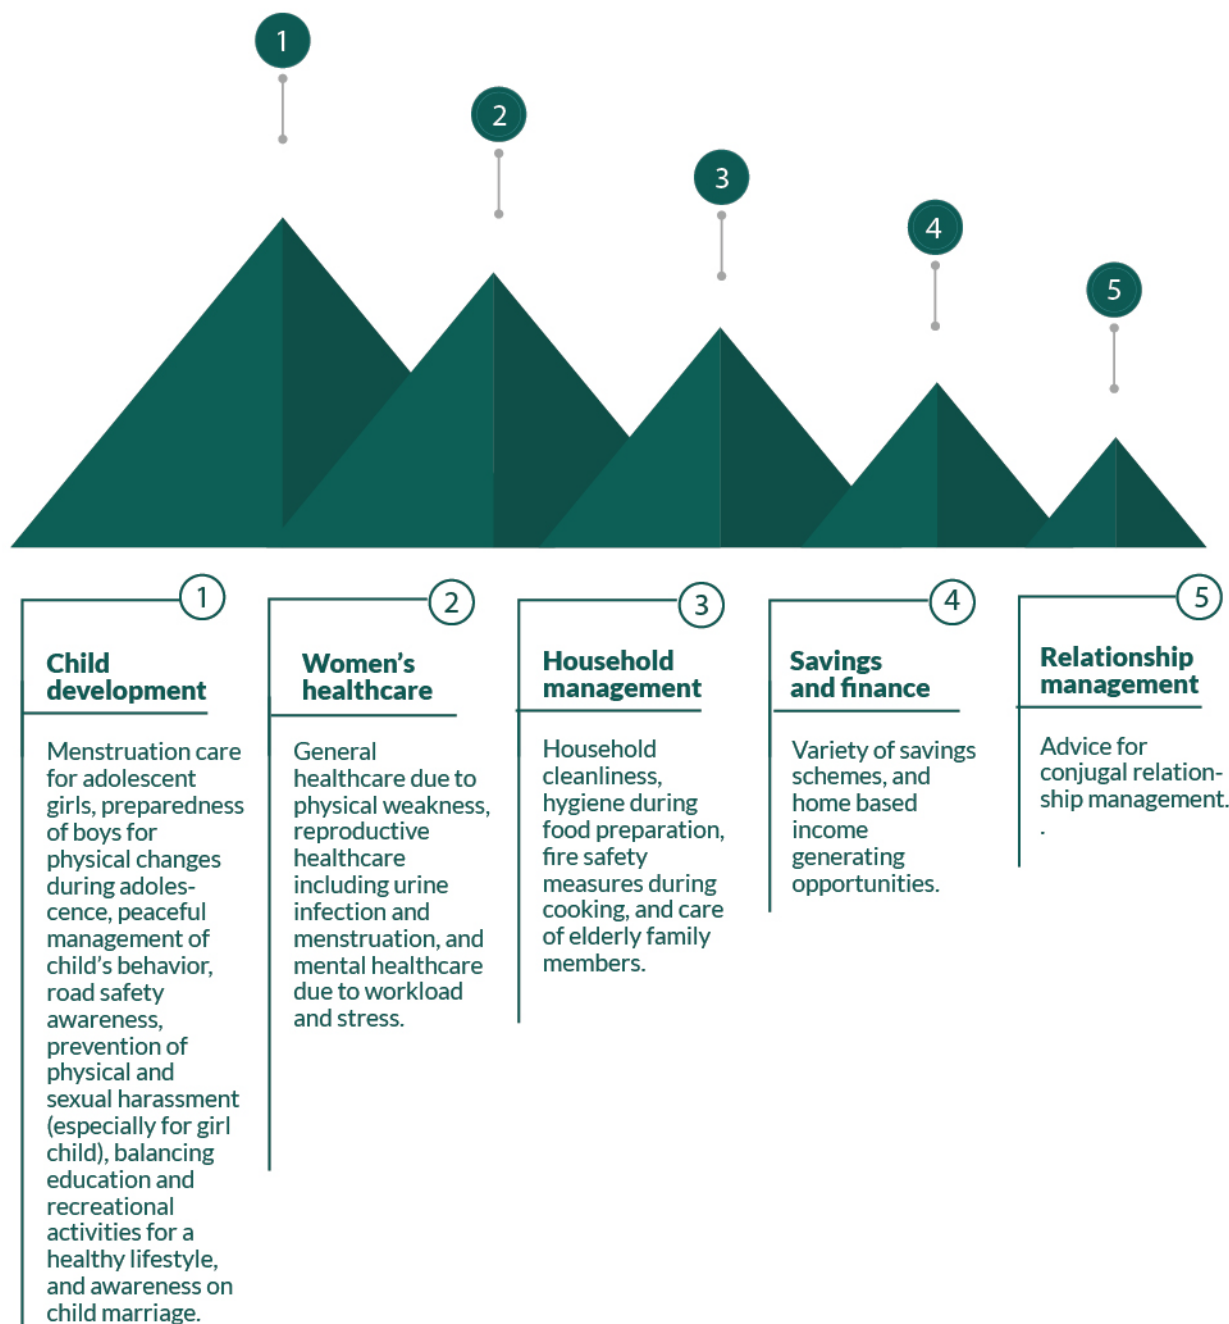 1
2
3
4
5
1
Child
development
Menstruation care
for adolescent
girls, preparedness
of boys for
physical changes
during adoles-
cence, peaceful
management of
child's behavior,
road safety
awareness,
prevention of
physical and
sexual harassment
(especially for girl
child), balancing
education and
recreational
activities for a
healthy lifestyle,
and awareness on
child marriage.
2
Women's
healthcare
General
healthcare due to
physical weakness,
reproductive
healthcare
including urine
infection and
menstruation, and
mental healthcare
due to workload
and stress.
3
Household
management
Household
cleanliness,
hygiene during
food preparation,
fire safety
measures during
cooking, and care
of elderly family
members.
4
Savings
and finance
Variety of savings
schemes, and
home based
income
generating
opportunities.
5
Relationship
management
Advice for
conjugal relation-
ship management.
.